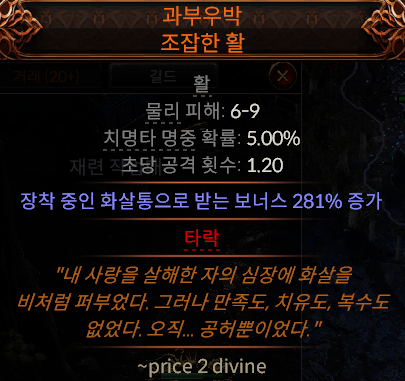 과부우박
조잡한 활
거래 (20+)
길드
활
물리 피해: 6-9
치명타 명중 확률: 5.00%
초당 공격 횟수: 1.20
장착 중인 화살통으로 받는 보너스 281% 증가
타락
"내 사랑을 살해한 자의 심장에 화살을
비처럼 퍼부었다. 그러나 만족도, 치유도, 복수도
없었다. 오직... 공허뿐이었다."
~price 2 divine